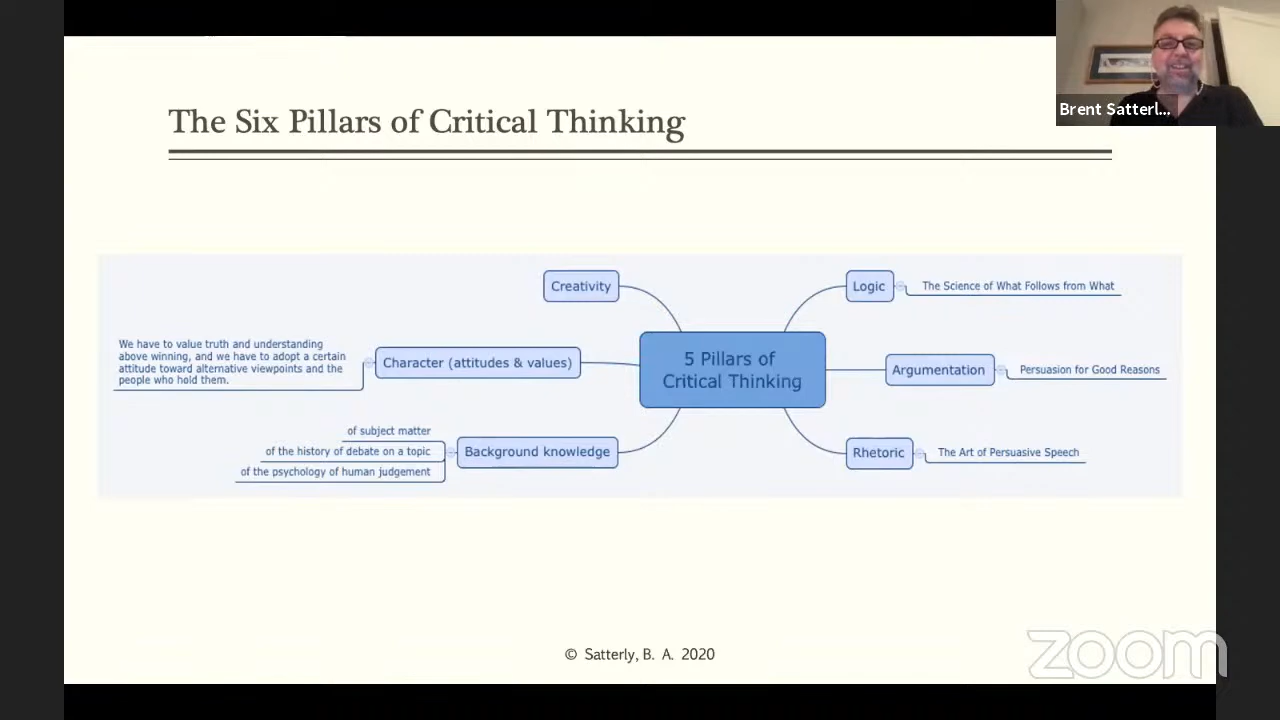 The Six Pillars of Critical Thinking
Brent Satterl...
Creativity
Logic
The Science of What Follows from What
We have to value truth and understanding
above winning, and we have to adopt a certain
attitude toward alternative viewpoints and the
people who hold them.
Character (attitudes & values)
5 Pillars of
Critical Thinking
Argumentation
Persuasion for Good Reasons
of subject matter
of the history of debate on a topic
of the psychology of human judgement
Background knowledge
Rhetoric
The Art of Persuasive Speech
© Satterly, B. A. 2020
zoom